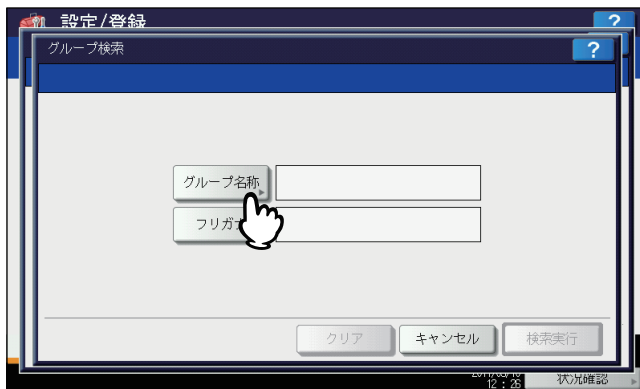 設定/登録
?
グループ検索
?
グループ名称
フリガナ
クリア
キャンセル
検索実行
12:26
状況確認